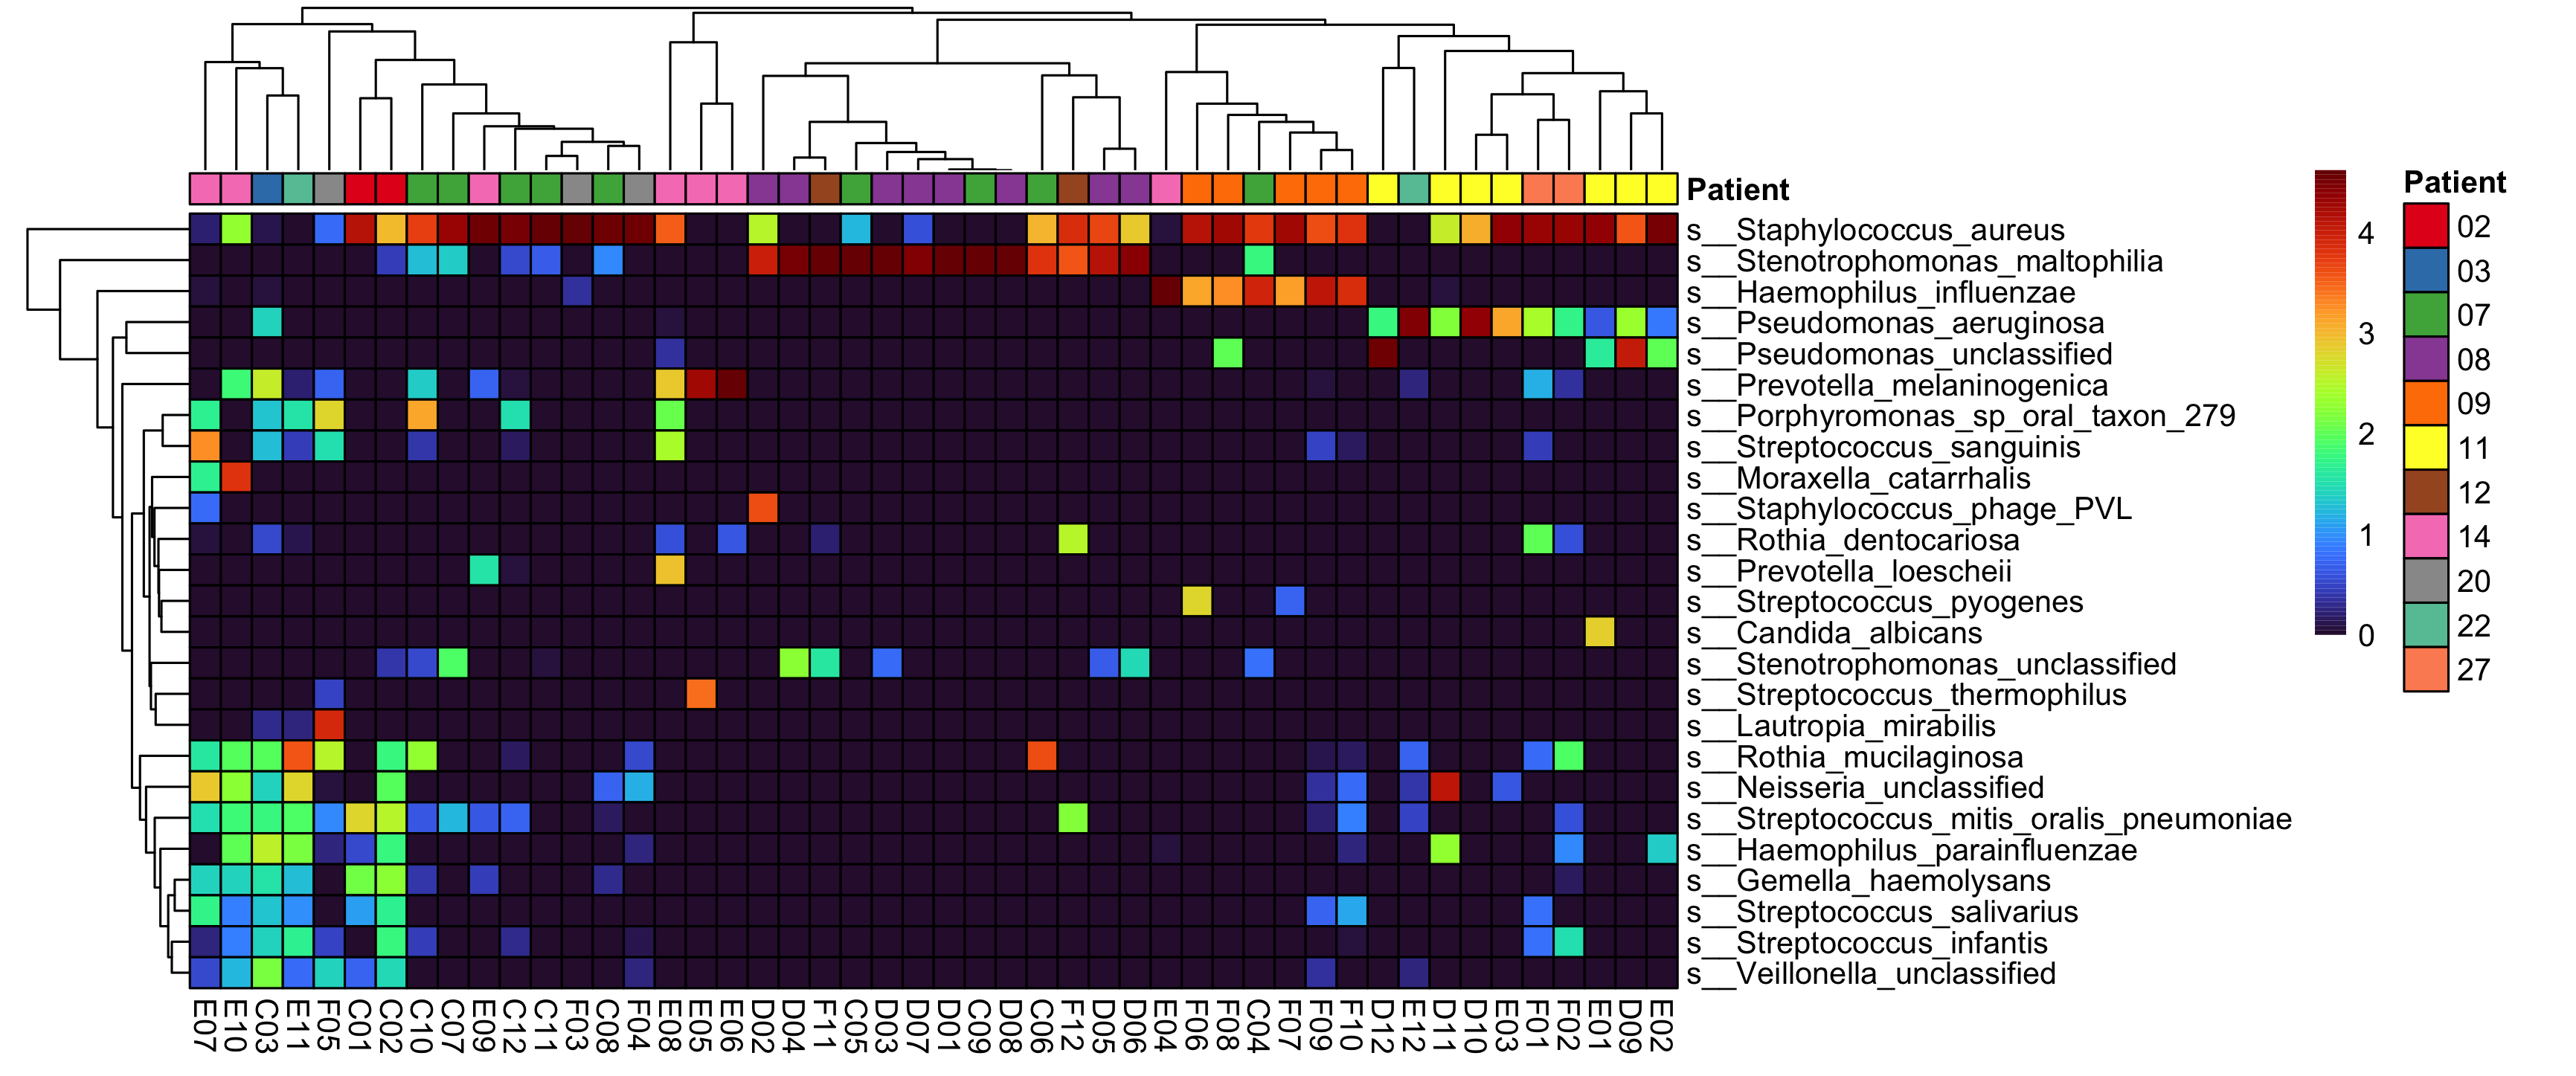 Patient
s__Staphylococcus_aureus
s__Stenotrophomonas_maltophilia
s__Haemophilus_influenzae
s__Pseudomonas_aeruginosa
s__Pseudomonas_unclassified
s__Prevotella_melaninogenica
s__Porphyromonas_sp_oral_taxon_279
s__Streptococcus_sanguinis
s__Moraxella_catarrhalis
s__Staphylococcus_phage_PVL
s__Rothia_dentocariosa
s__Prevotella_loescheii
s__Streptococcus_pyogenes
s__Candida_albicans
s__Stenotrophomonas_unclassified
s__Streptococcus_thermophilus
s__Lautropia_mirabilis
s__Rothia_mucilaginosa
s__Neisseria_unclassified
s__Streptococcus_mitis_oralis_pneumoniae
s__Haemophilus_parainfluenzae
s__Gemella_haemolysans
s__Streptococcus_salivarius
s__Streptococcus_infantis
s__Veillonella_unclassified
E07
E10
C03
E11
F05
C01
C02
C10
C07
E09
C12
C11
F03
C08
F04
E08
E05
E06
D02
D04
F11
C05
D03
D07
D01
C09
D08
C06
F12
D05
D06
E04
F06
F08
C04
F07
F09
F10
D12
E12
D11
D10
E03
F01
F02
E01
D09
E02
4
3
2
1
0
Patient
02
03
07
08
09
11
12
14
20
22
27